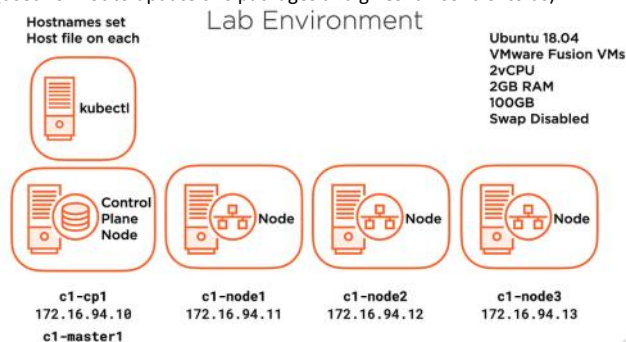 Lab Environment
Hostnames set
Host file on each
Ubuntu 18.04
VMware Fusion VMs
2vCPU
2GB RAM
100GB
Swap Disabled
kubectl
Control
Plane
Node
Node
Node
Node
c1-cp1
172.16.94.10
c1-master1
c1-node1
172.16.94.11
c1-node2
172.16.94.12
c1-node3
172.16.94.13